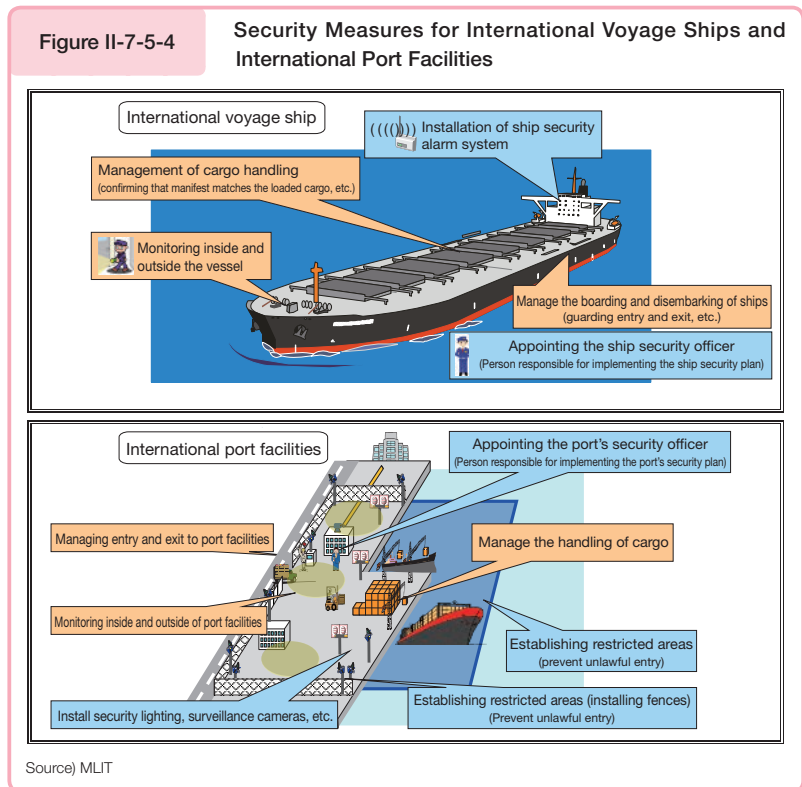 Figure II-7-5-4
Security Measures for International Voyage Ships and
International Port Facilities
International voyage ship
Installation of ship security
alarm system
Management of cargo handling
(confirming that manifest matches the loaded cargo, etc.)
Monitoring inside and
outside the vessel
Manage the boarding and disembarking of ships
(guarding entry and exit, etc.)
Appointing the ship security officer
(Person responsible for implementing the ship security plan)
International port facilities
Appointing the port's security officer
(Person responsible for implementing the port's security plan)
Managing entry and exit to port facilities
Manage the handling of cargo
Monitoring inside and outside of port facilities
Establishing restricted areas
(prevent unlawful entry)
Establishing restricted areas (installing fences)
(Prevent unlawful entry)
Install security lighting, surveillance cameras, etc.
Source) MLIT